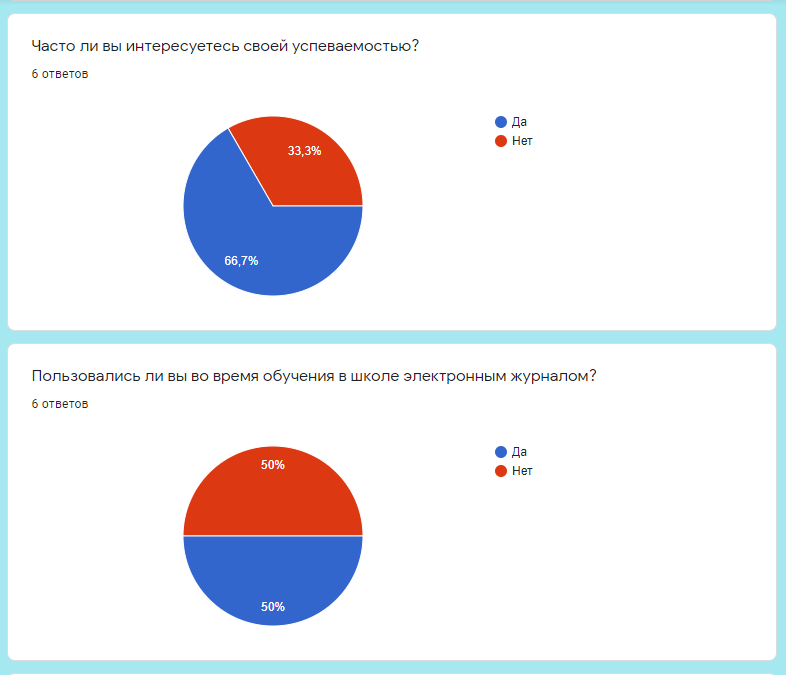 Часто ли вы интересуетесь своей успеваемостью?
6 ответов
Да
Нет
33,3%
66,7%
Пользовались ли вы во время обучения в школе электронным журналом?
6 ответов
Да
Нет
50%
50%